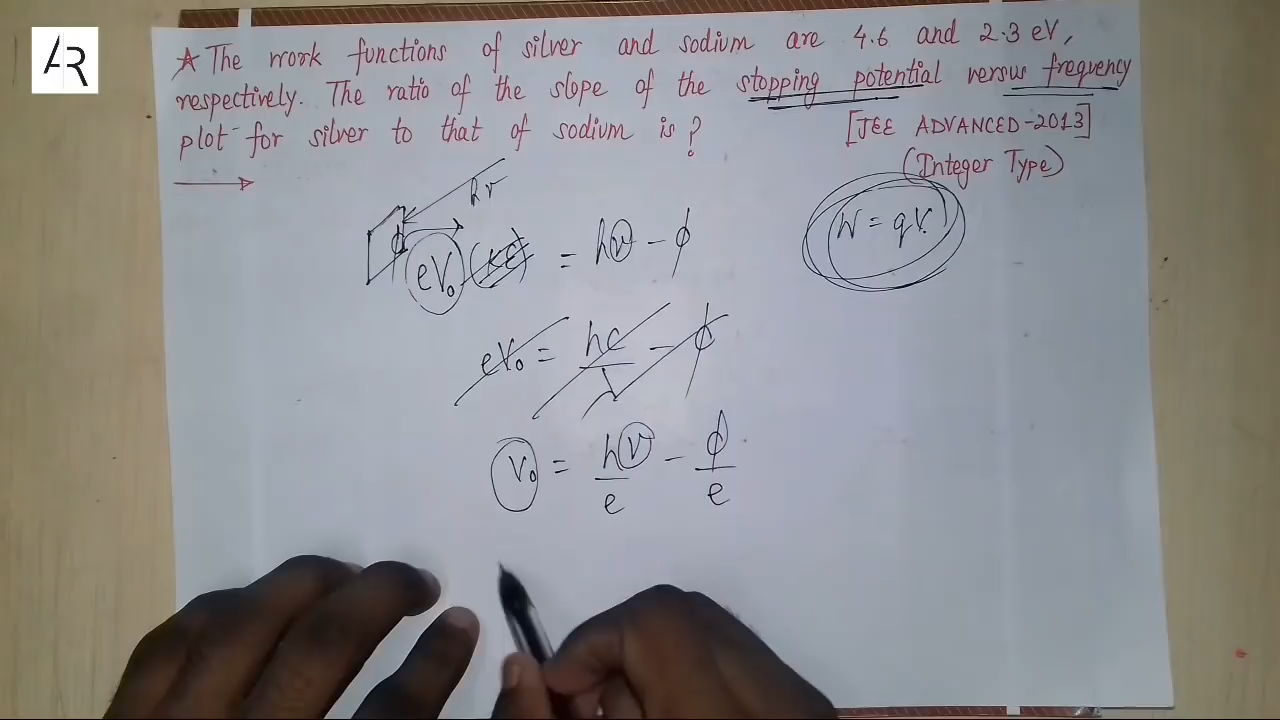 AR
☆ The work functions of silver and sodium are 4.6 and 2.3 eV,
respectively. The ratio of the slope of the stopping potential versus frequency
plot for silver to that of sodium is ?
[JEE ADVANCED-2013]
(Integer Type)
hν
ϕ
eV₀ (KE) = hν - ϕ
W = qV.
eV₀ = hc/λ - ϕ
V₀ = hν/e - ϕ/e